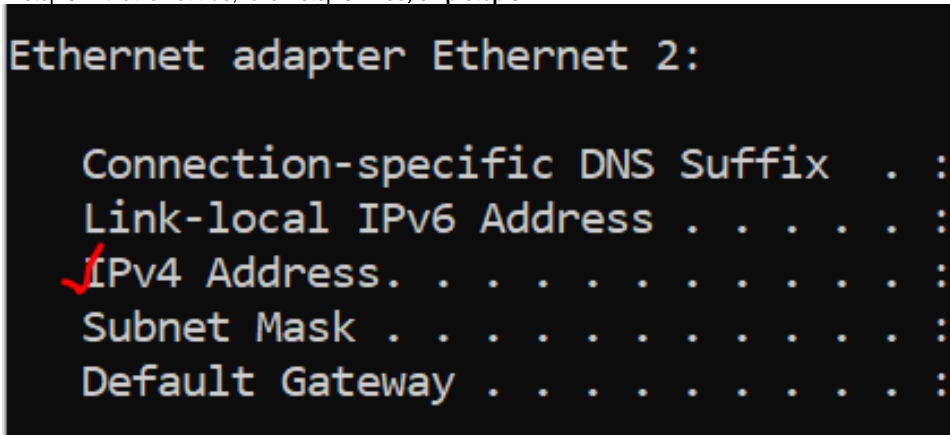 Ethernet adapter Ethernet 2:
Connection-specific DNS Suffix . :
Link-local IPv6 Address . . . . . :
IPv4 Address. . . . . . . . . . . :
Subnet Mask . . . . . . . . . . . :
Default Gateway . . . . . . . . . :